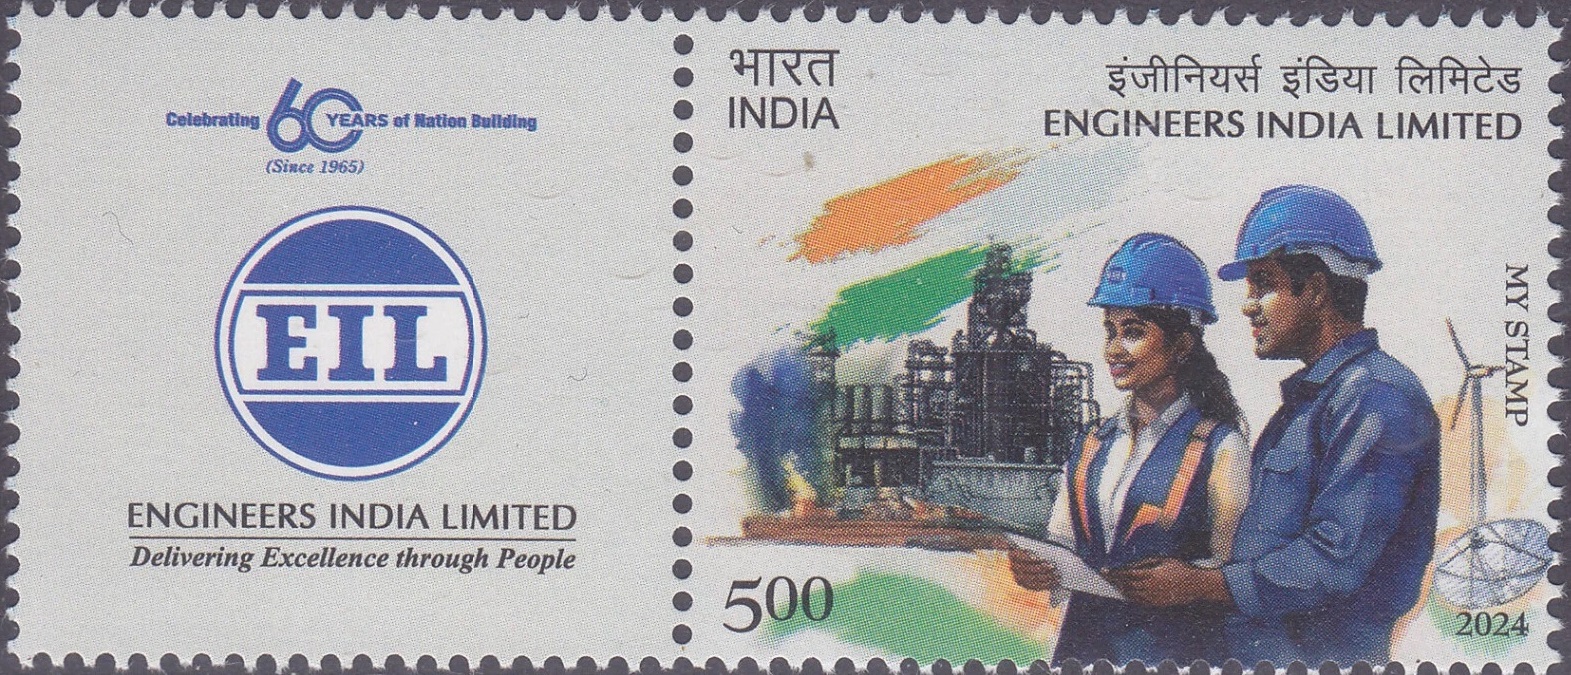 Celebrating 60 YEARS of Nation Building
(Since 1965)
EIL
ENGINEERS INDIA LIMITED
Delivering Excellence through People
भारत
INDIA
इंजीनियर्स इंडिया लिमिटेड
ENGINEERS INDIA LIMITED
MY STAMP
500
2024